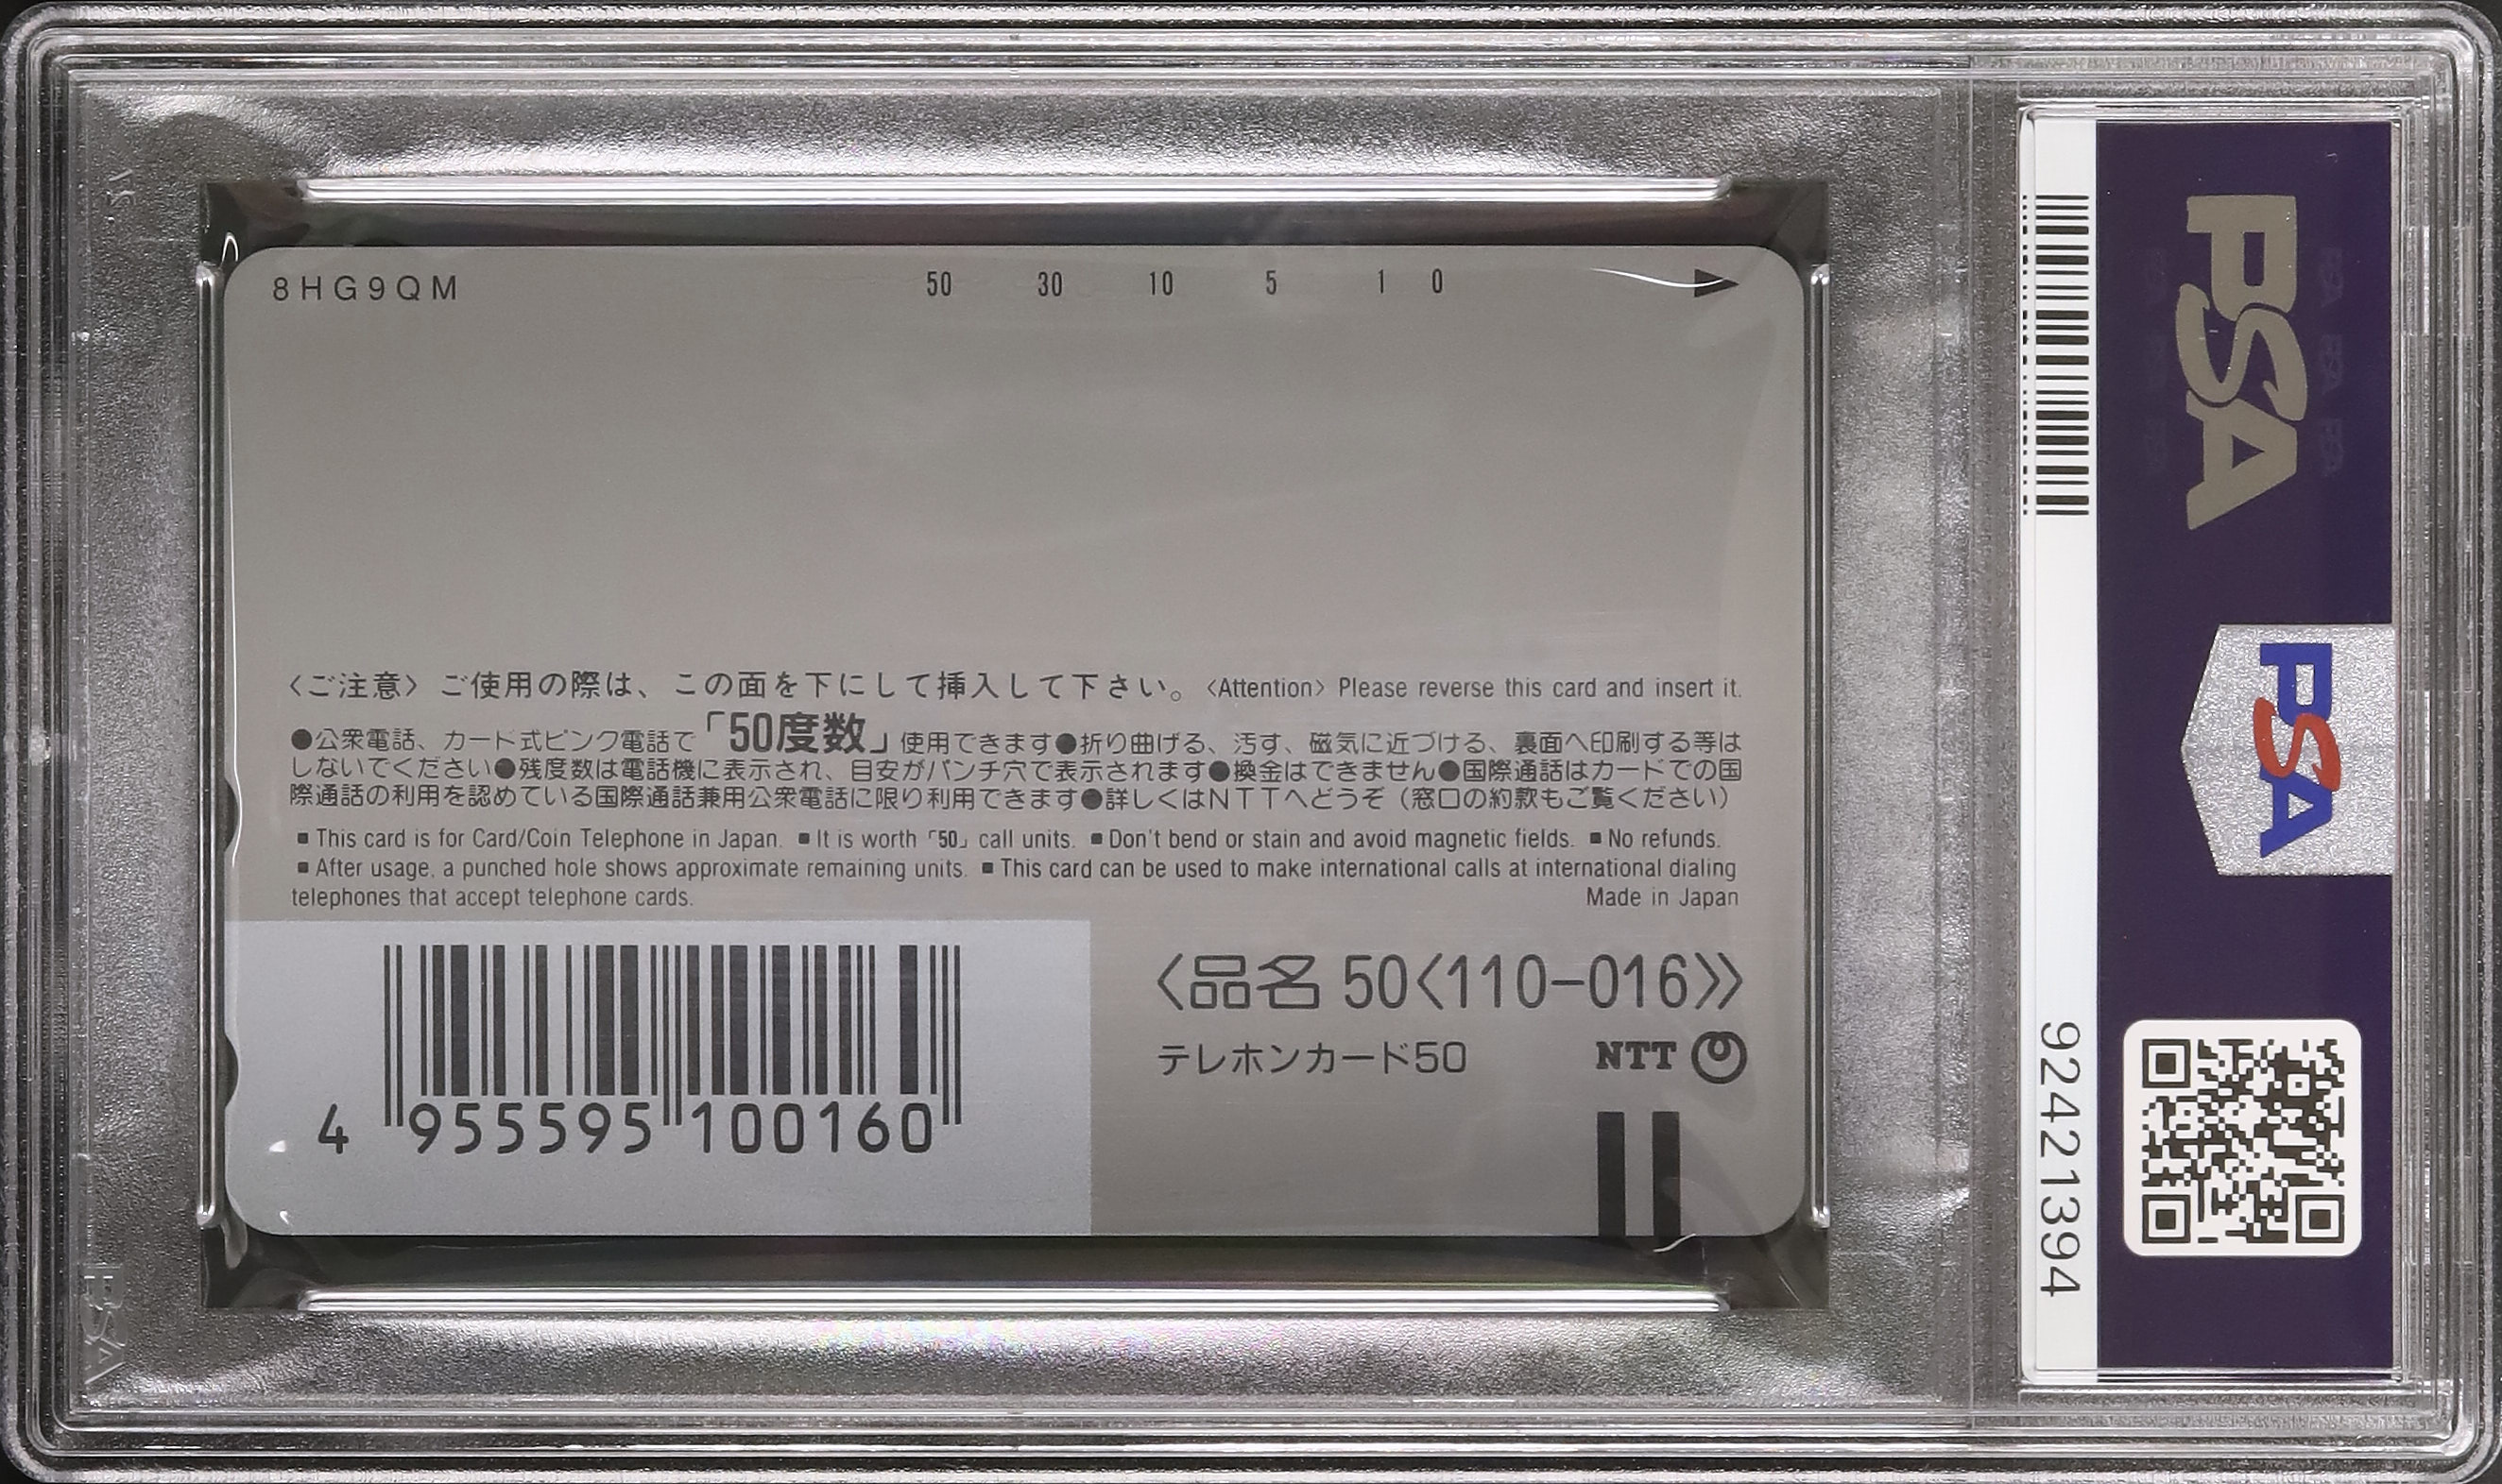 8HG9QM
50 30 10 5 1 0
〈ご注意〉ご使用の際は、この面を下にして挿入して下さい。〈Attention〉Please reverse this card and insert it.
●公衆電話、カード式ピンク電話で「50度数」使用できます●折り曲げる、汚す、磁気に近づける、裏面へ印刷する等は
しないでください●残度数は電話機に表示され、目安がパンチ穴で表示されます●換金はできません●国際通話はカードでの国
際通話の利用を認めている国際通話兼用公衆電話に限り利用できます●詳しくはNTTへどうぞ（窓口の約款もご覧ください）
■ This card is for Card/Coin Telephone in Japan. ■ It is worth「50」call units. ■ Don't bend or stain and avoid magnetic fields. ■ No refunds.
■ After usage, a punched hole shows approximate remaining units. ■ This card can be used to make international calls at international dialing
telephones that accept telephone cards. Made in Japan
〈品名 50〈110-016〉〉
テレホンカード50 NTT
4 955595 100160
PSA
PSA
92421394
PSA